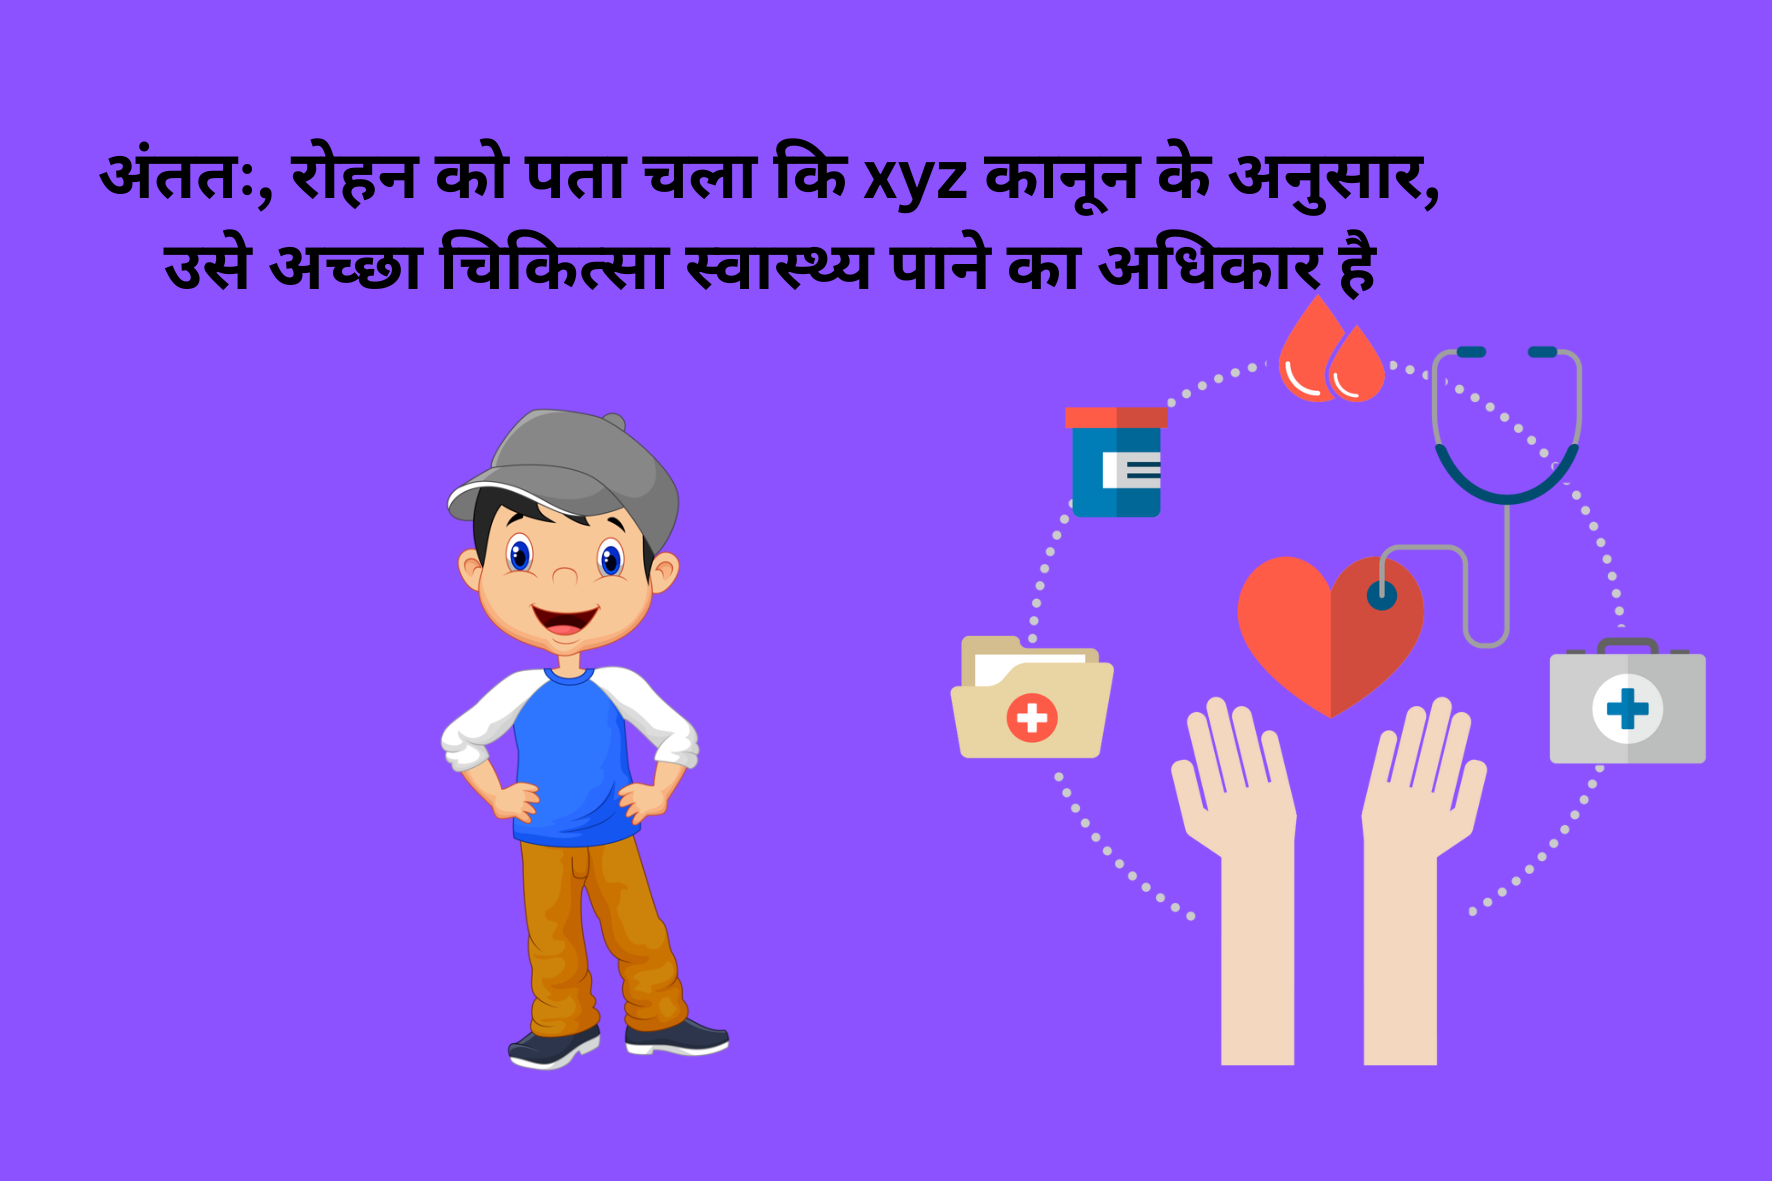 अंततः, रोहन को पता चला कि xyz कानून के अनुसार,
उसे अच्छा चिकित्सा स्वास्थ्य पाने का अधिकार है